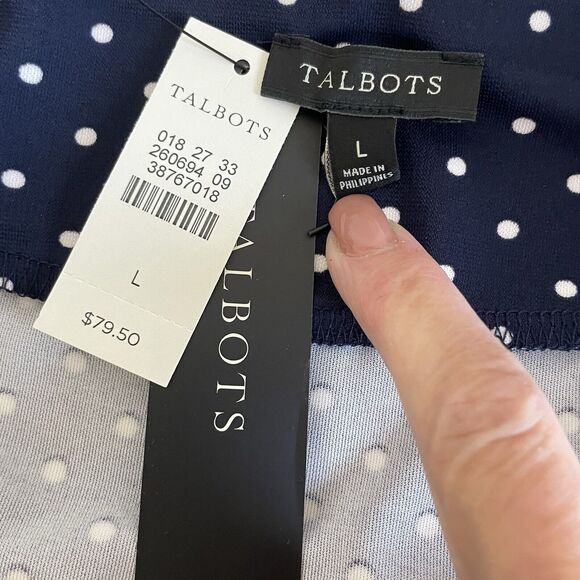 TALBOTS
018 27 33
260694 09
38767018
L
$79.50
TALBOTS
TALBOTS
L
MADE IN
PHILIPPINES